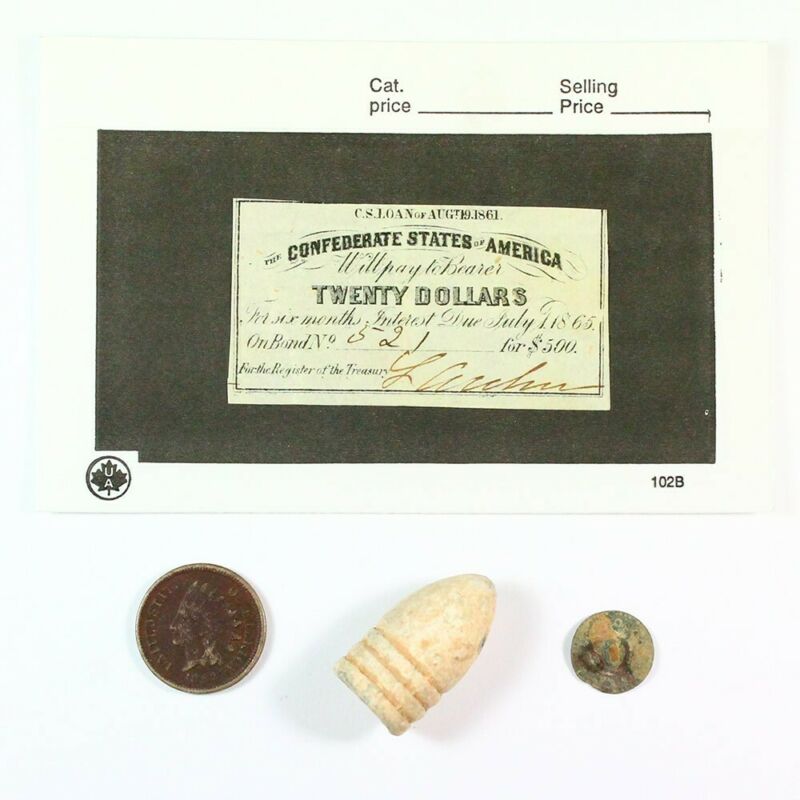 Cat. price
Selling Price
C.S. LOAN OF AUGT 19. 1861.
THE CONFEDERATE STATES OF AMERICA
Will pay to Bearer
TWENTY DOLLARS
For six months Interest Due July 1. 1865.
On Bond No 521 for $500.
For the Register of the Treasury
UAI
102B